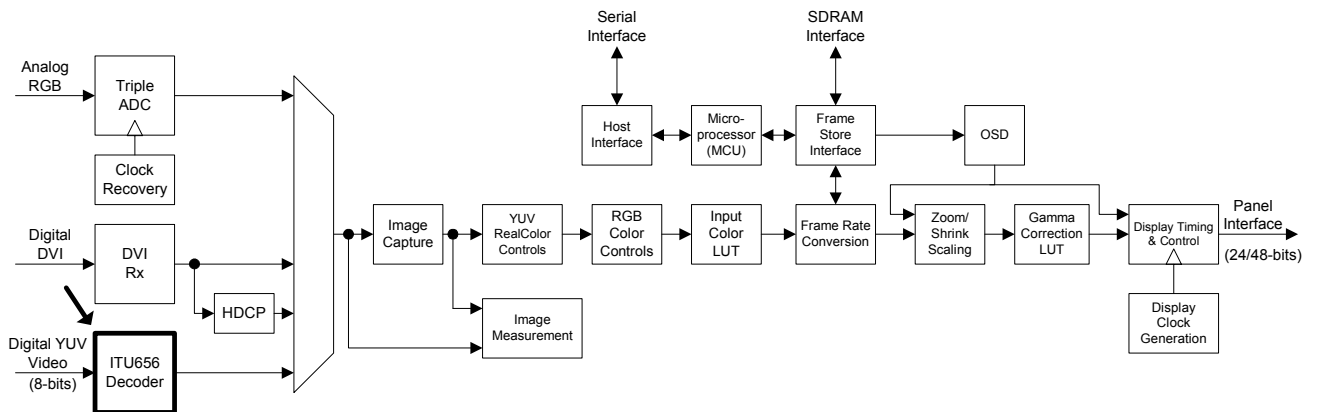 Serial
Interface
SDRAM
Interface
Analog
RGB
Triple
ADC
Clock
Recovery
Host
Interface
Micro-
processor
(MCU)
Frame
Store
Interface
OSD
Digital
DVI
DVI
Rx
HDCP
Image
Capture
YUV
RealColor
Controls
RGB
Color
Controls
Input
Color
LUT
Frame Rate
Conversion
Zoom/
Shrink
Scaling
Gamma
Correction
LUT
Display Timing
& Control
Panel
Interface
(24/48-bits)
Image
Measurement
Display
Clock
Generation
Digital YUV
Video
(8-bits)
ITU656
Decoder